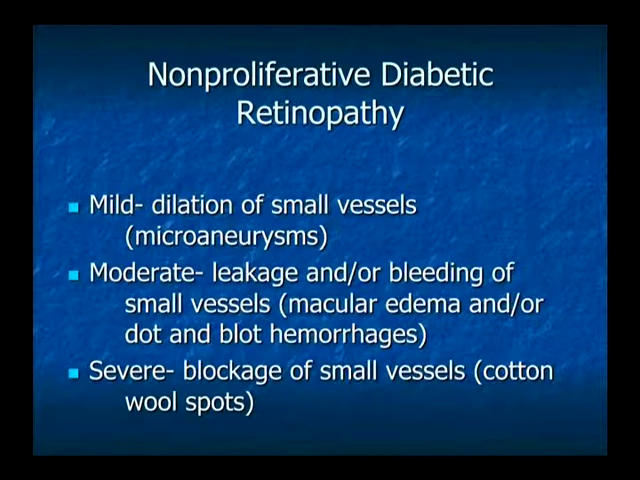 Nonproliferative Diabetic
Retinopathy
Mild- dilation of small vessels
(microaneurysms)
Moderate- leakage and/or bleeding of
small vessels (macular edema and/or
dot and blot hemorrhages)
Severe- blockage of small vessels (cotton
wool spots)